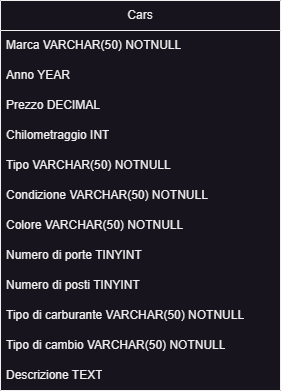 Cars
Marca VARCHAR(50) NOTNULL
Anno YEAR
Prezzo DECIMAL
Chilometraggio INT
Tipo VARCHAR(50) NOTNULL
Condizione VARCHAR(50) NOTNULL
Colore VARCHAR(50) NOTNULL
Numero di porte TINYINT
Numero di posti TINYINT
Tipo di carburante VARCHAR(50) NOTNULL
Tipo di cambio VARCHAR(50) NOTNULL
Descrizione TEXT